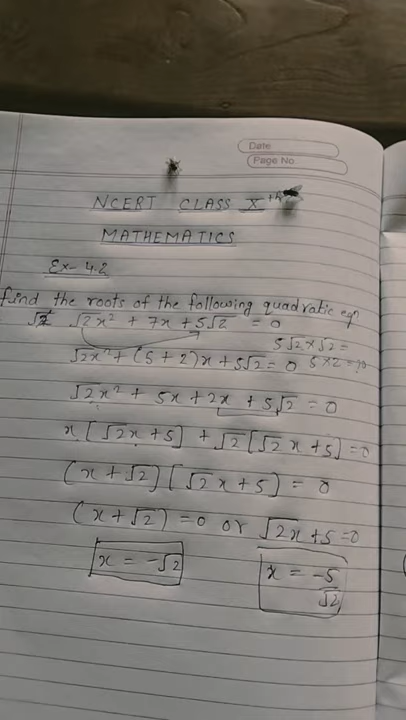 Date
Page No
NCERT CLASS X
MATHEMATICS
Ex- 4.2
find the roots of the following quadratic eqn
√2x² + 7x + 5√2 = 0
5√2×√2 =
5×2 = 10
√2x² + (5+2)x + 5√2 = 0
√2x² + 5x + 2x + 5√2 = 0
x[√2x + 5] + √2[√2x + 5] = 0
(x + √2) [√2x + 5) = 0
(x + √2) = 0 or √2x + 5 = 0
x = -√2
x = -5/√2